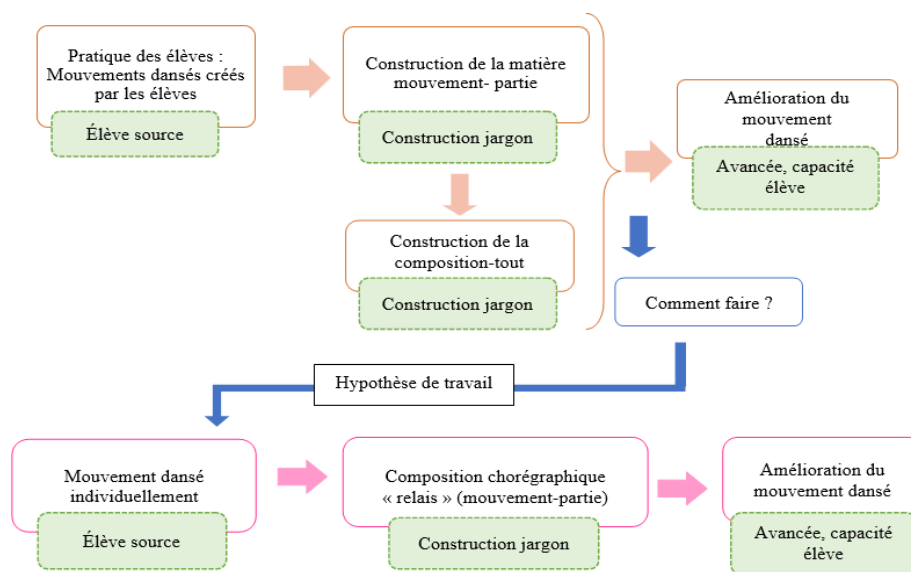 Pratique des élèves :
Mouvements dansés créés
par les élèves
Élève source
Construction de la matière
mouvement- partie
Construction jargon
Construction de la
composition-tout
Construction jargon
Amélioration du
mouvement
dansé
Avancée, capacité
élève
Comment faire ?
Hypothèse de travail
Mouvement dansé
individuellement
Élève source
Composition chorégraphique
« relais » (mouvement-partie)
Construction jargon
Amélioration du
mouvement dansé
Avancée, capacité
élève